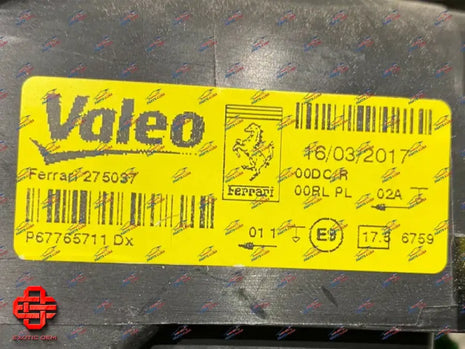 Valeo
Ferrari 275037
P67765711 Dx
Ferrari
16/03/2017
00DC/R
00RL PL 02A
01 1 E9 17.5 6759
EXOTIC OEM